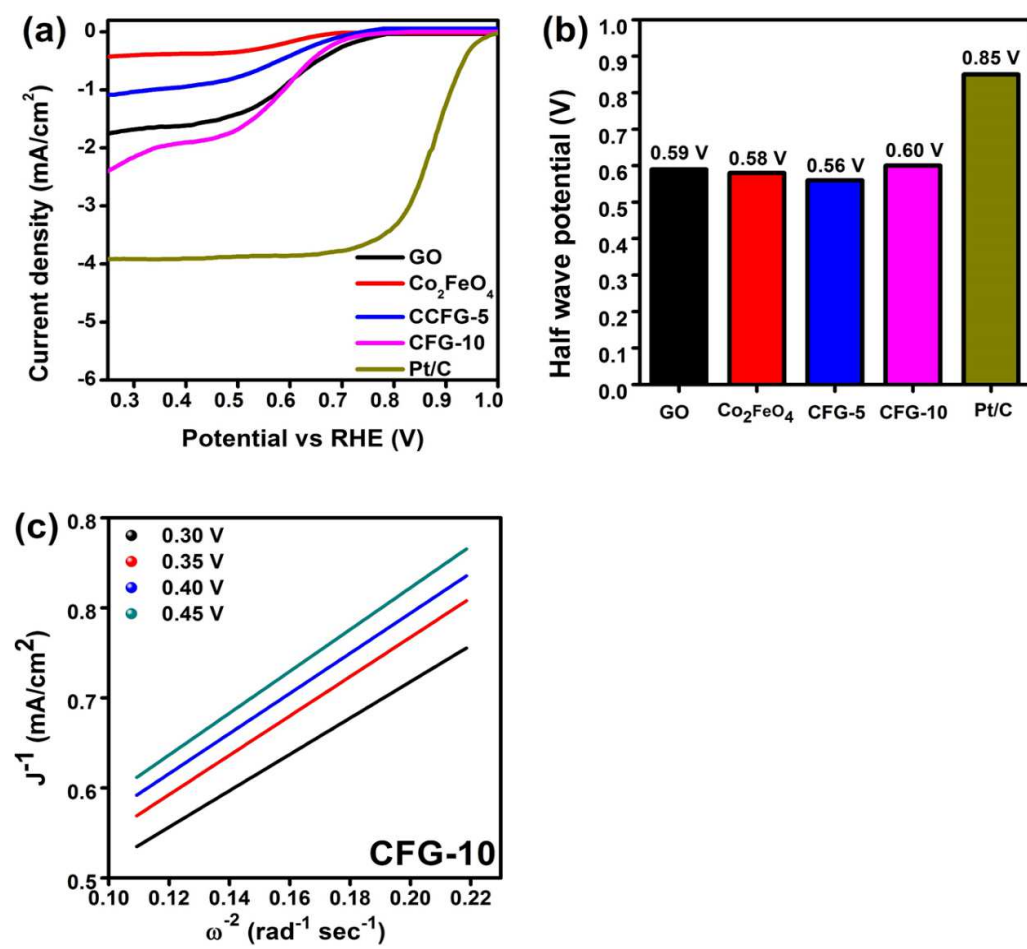 (a)
0
-1
-2
-3
-4
-5
-6
Current density (mA/cm²)
0.3 0.4 0.5 0.6 0.7 0.8 0.9 1.0
Potential vs RHE (V)
GO
Co₂FeO₄
CCFG-5
CFG-10
Pt/C
(b)
0.9
0.8
0.7
0.6
0.5
0.4
0.3
0.2
0.1
0.0
Half wave potential (V)
0.59 V
0.58 V
0.56 V
0.60 V
0.85 V
GO Co₂FeO₄ CFG-5 CFG-10 Pt/C
(c)
0.8
0.8
0.7
0.6
0.5
J⁻¹ (mA/cm²)
0.30 V
0.35 V
0.40 V
0.45 V
CFG-10
0.10 0.12 0.14 0.16 0.18 0.20 0.22
ω⁻² (rad⁻¹ sec⁻¹)